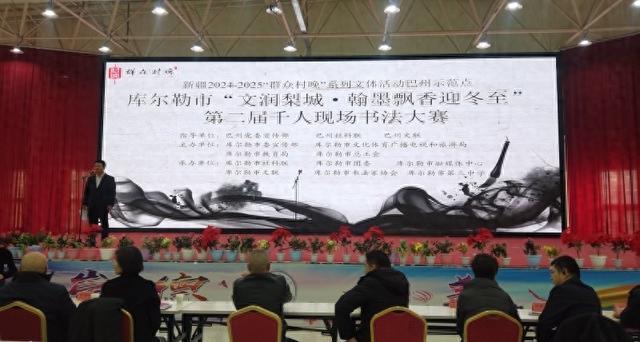 群众村晚
新疆2024-2025“群众村晚”系列文体活动巴州示范点
库尔勒市“文润梨城·翰墨飘香迎冬至”
第二届千人现场书法大赛
指导单位：巴州党委宣传部 巴州社科联 巴州文联
主办单位：库尔勒市委宣传部 库尔勒市文化体育广播电视和旅游局
库尔勒市教育局 库尔勒市总工会
承办单位：库尔勒市社科联 库尔勒市团委 库尔勒市融媒体中心
库尔勒市文联 库尔勒市书法家协会 库尔勒市第三中学